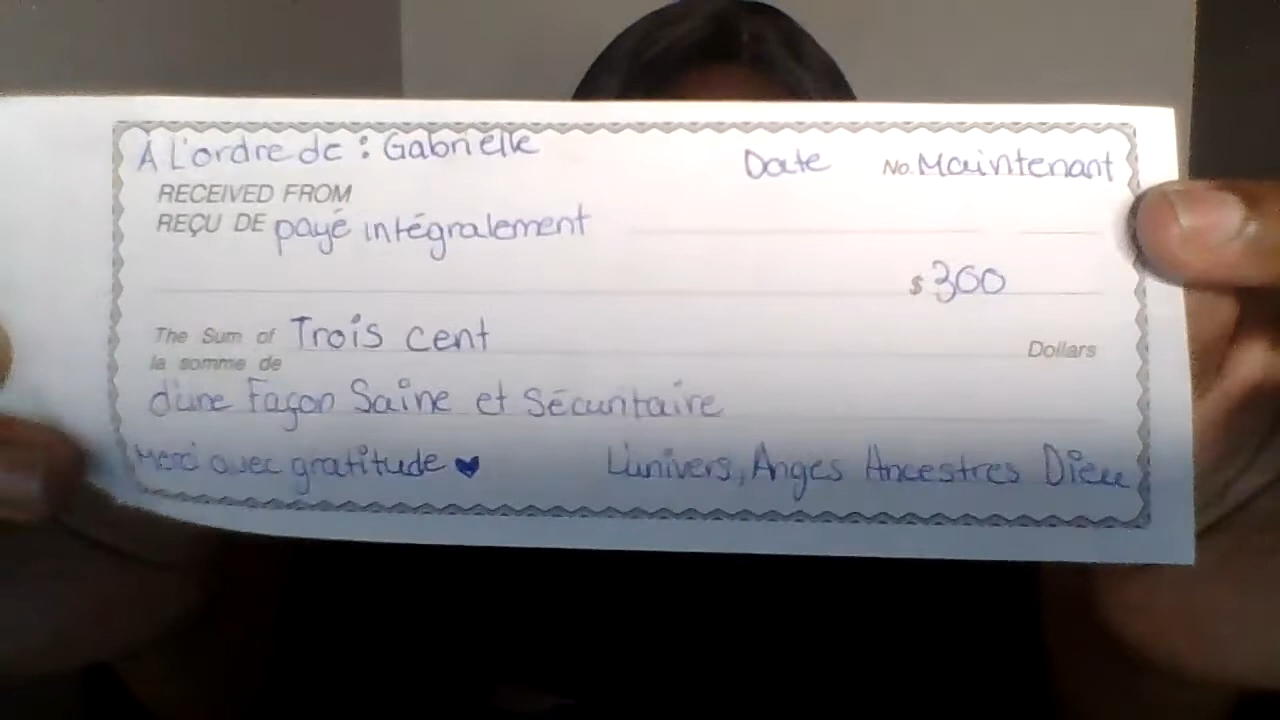 À L'ordre de : Gabrielle Date No. Maintenant
RECEIVED FROM
REÇU DE payé intégralement
$ 300
The Sum of Trois cent Dollars
la somme de
d'une Façon Saine et Sécuritaire
Merci avec gratitude L'univers, Anges Ancestres Dieu